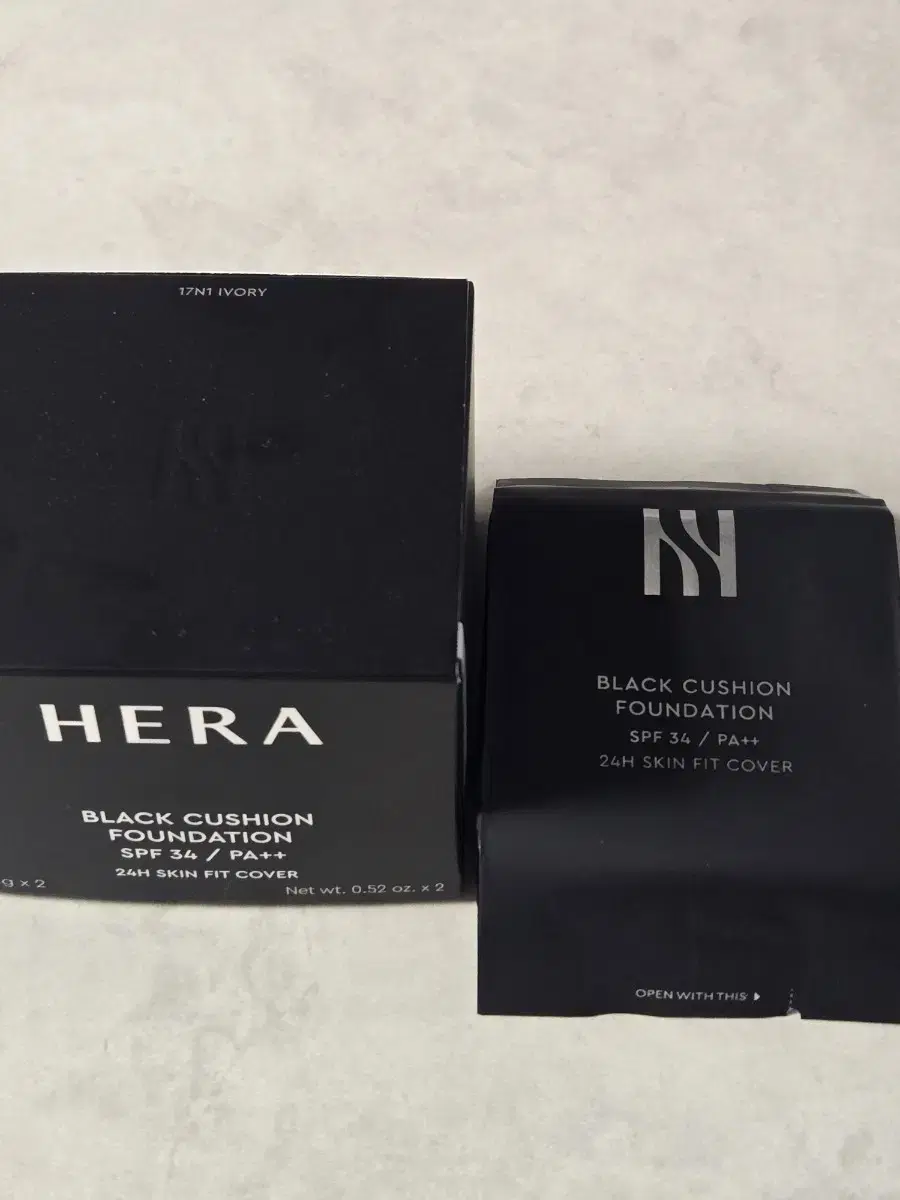 17N1 IVORY
HERA
BLACK CUSHION
FOUNDATION
SPF 34 / PA++
24H SKIN FIT COVER
g x 2
Net wt. 0.52 oz. x 2
BLACK CUSHION
FOUNDATION
SPF 34 / PA++
24H SKIN FIT COVER
OPEN WITH THIS